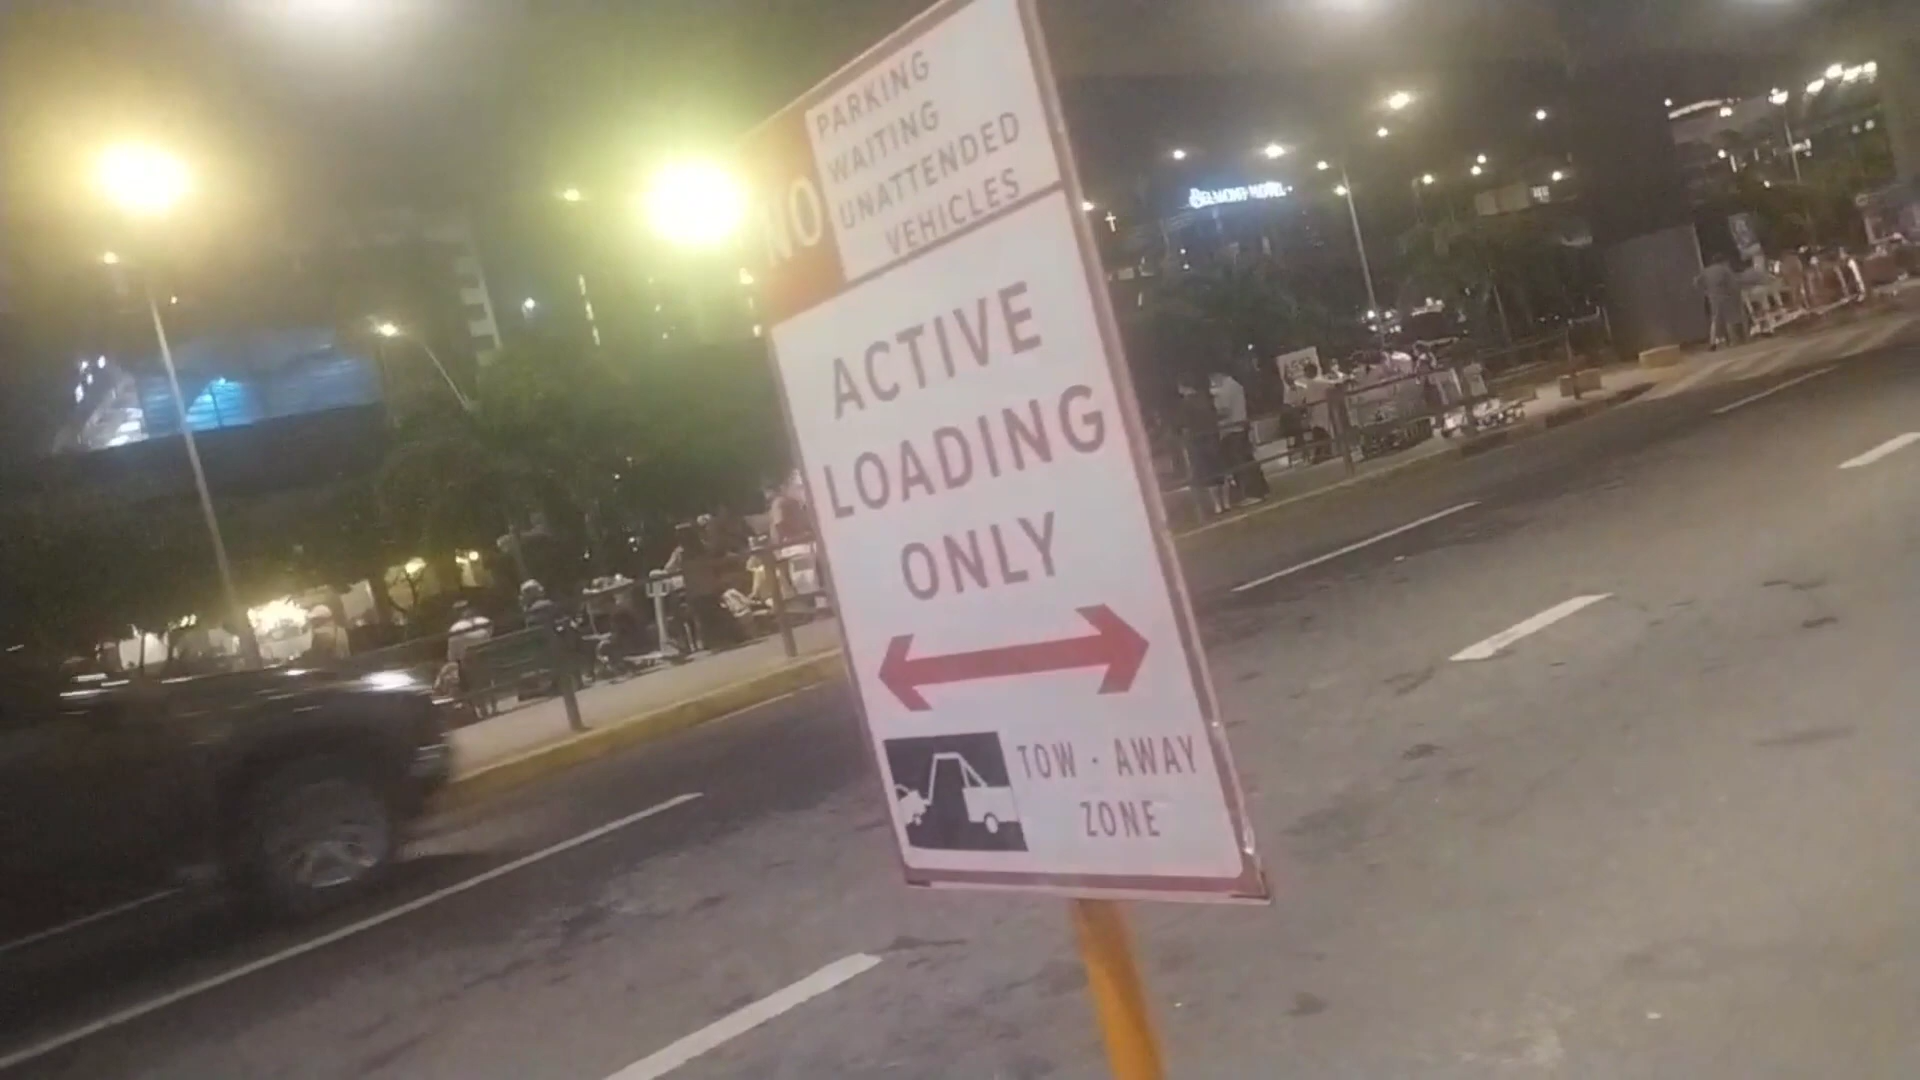 NO
PARKING
WAITING
UNATTENDED
VEHICLES
ACTIVE
LOADING
ONLY
TOW - AWAY
ZONE
BELMONT HOTEL